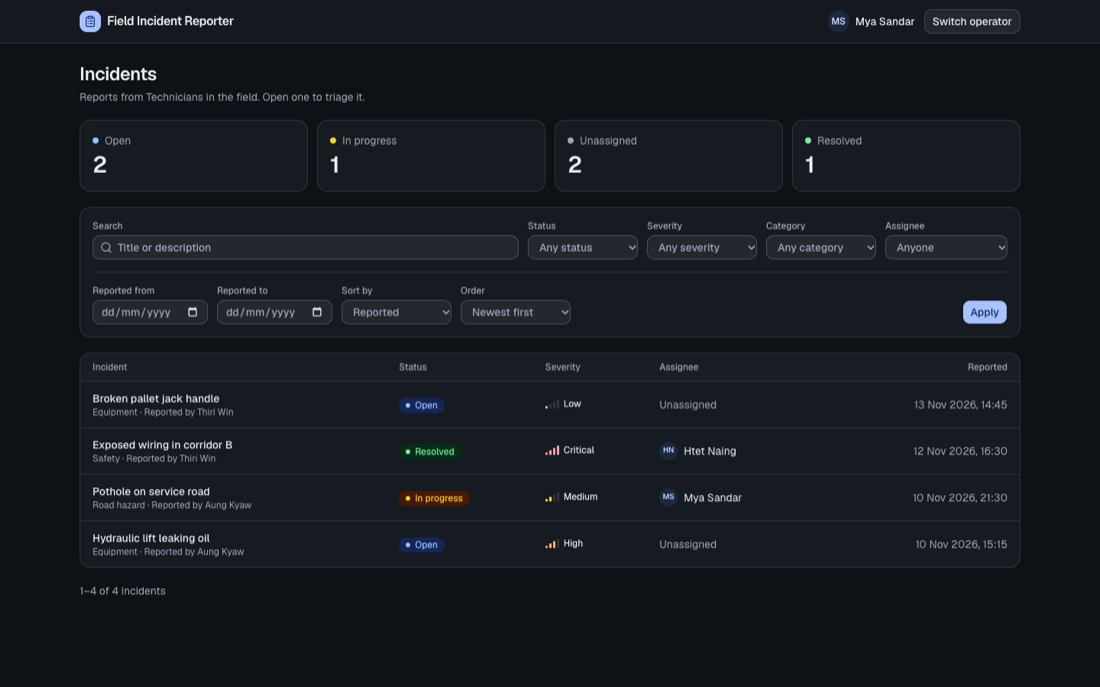 Field Incident Reporter
MS Mya Sandar Switch operator
Incidents
Reports from Technicians in the field. Open one to triage it.
Open In progress Unassigned Resolved
2 1 2 1
Search Status Severity Category Assignee
Title or description Any status Any severity Any category Anyone
Reported from Reported to Sort by Order
dd/mm/yyyy dd/mm/yyyy Reported Newest first Apply
Incident Status Severity Assignee Reported
Broken pallet jack handle
Equipment · Reported by Thiri Win
Open Low Unassigned 13 Nov 2026, 14:45
Exposed wiring in corridor B
Safety · Reported by Thiri Win
Resolved Critical HN Htet Naing 12 Nov 2026, 16:30
Pothole on service road
Road hazard · Reported by Aung Kyaw
In progress Medium MS Mya Sandar 10 Nov 2026, 21:30
Hydraulic lift leaking oil
Equipment · Reported by Aung Kyaw
Open High Unassigned 10 Nov 2026, 15:15
1–4 of 4 incidents